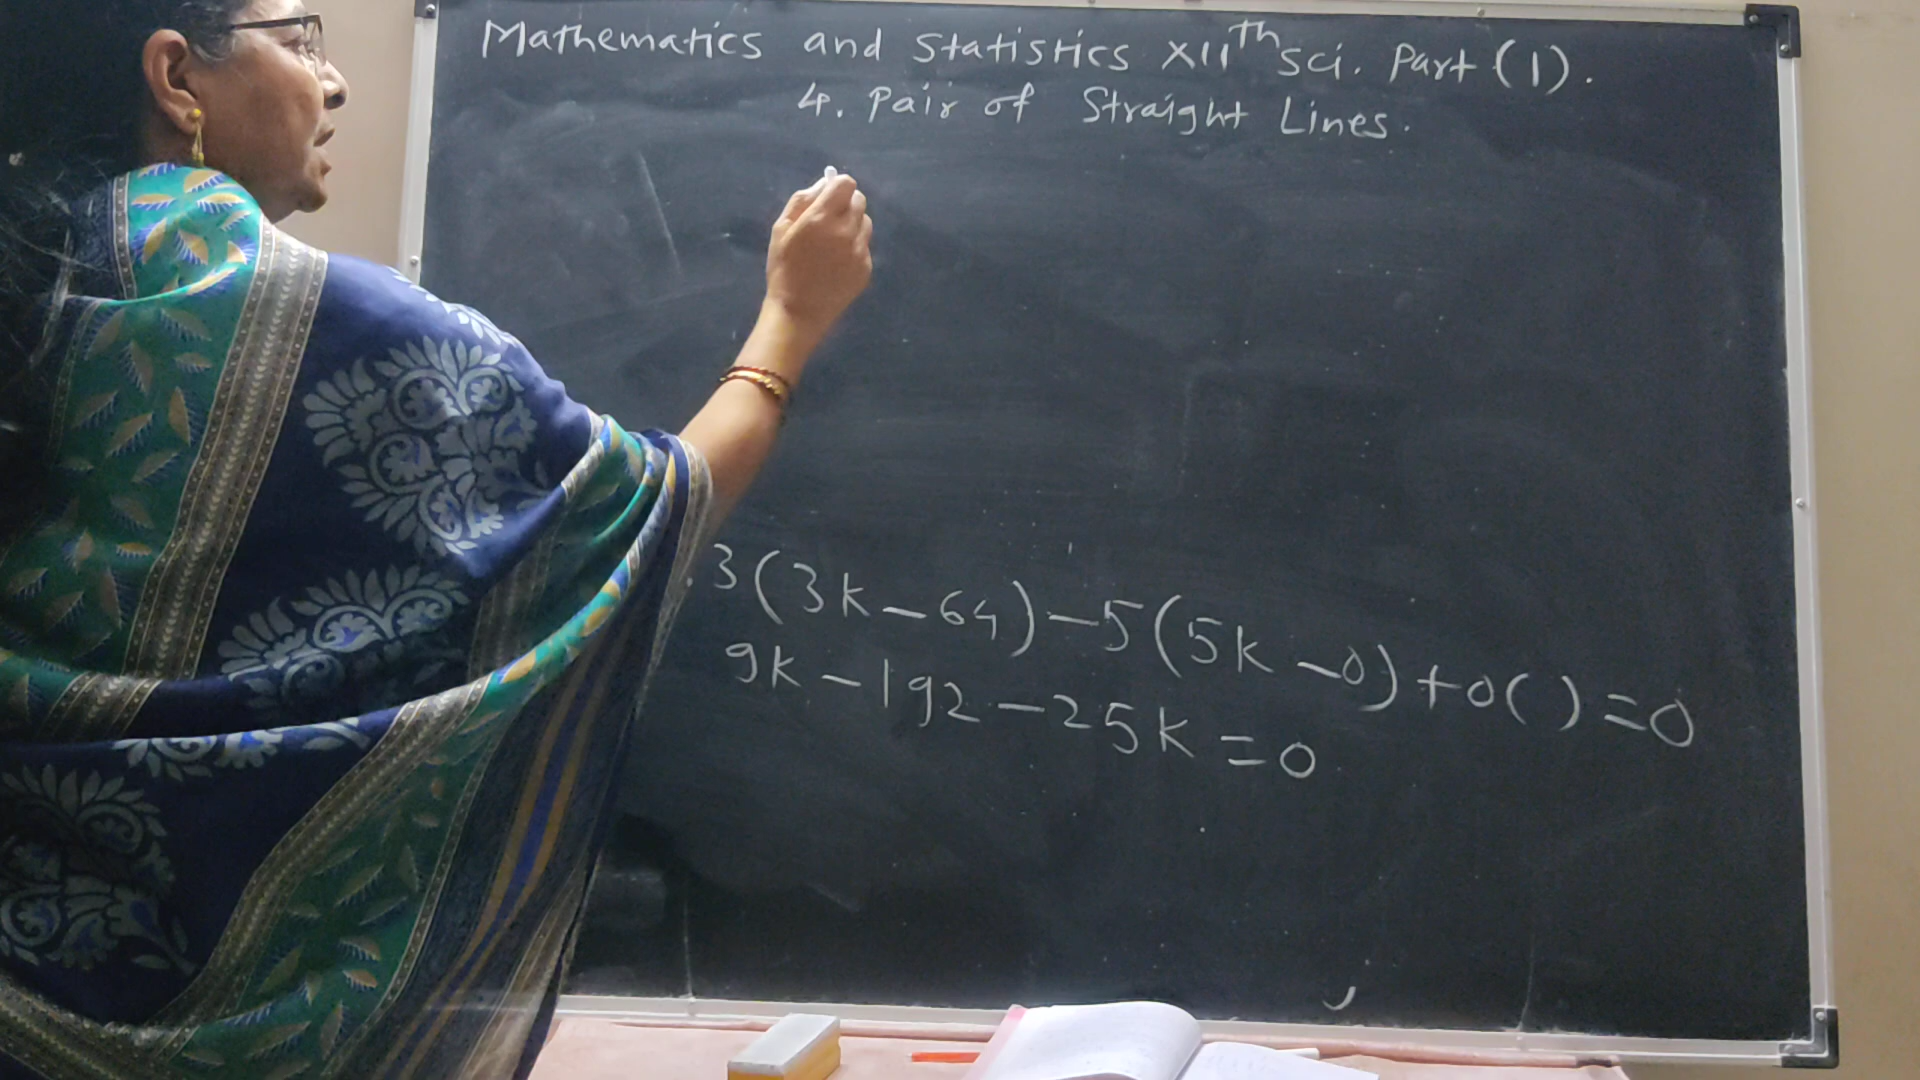 Mathematics and Statistics XIIth sci. Part (1).
4. Pair of Straight Lines.
. 3(3k-64)-5(5k-0)+0( )=0
9k-192-25k=0